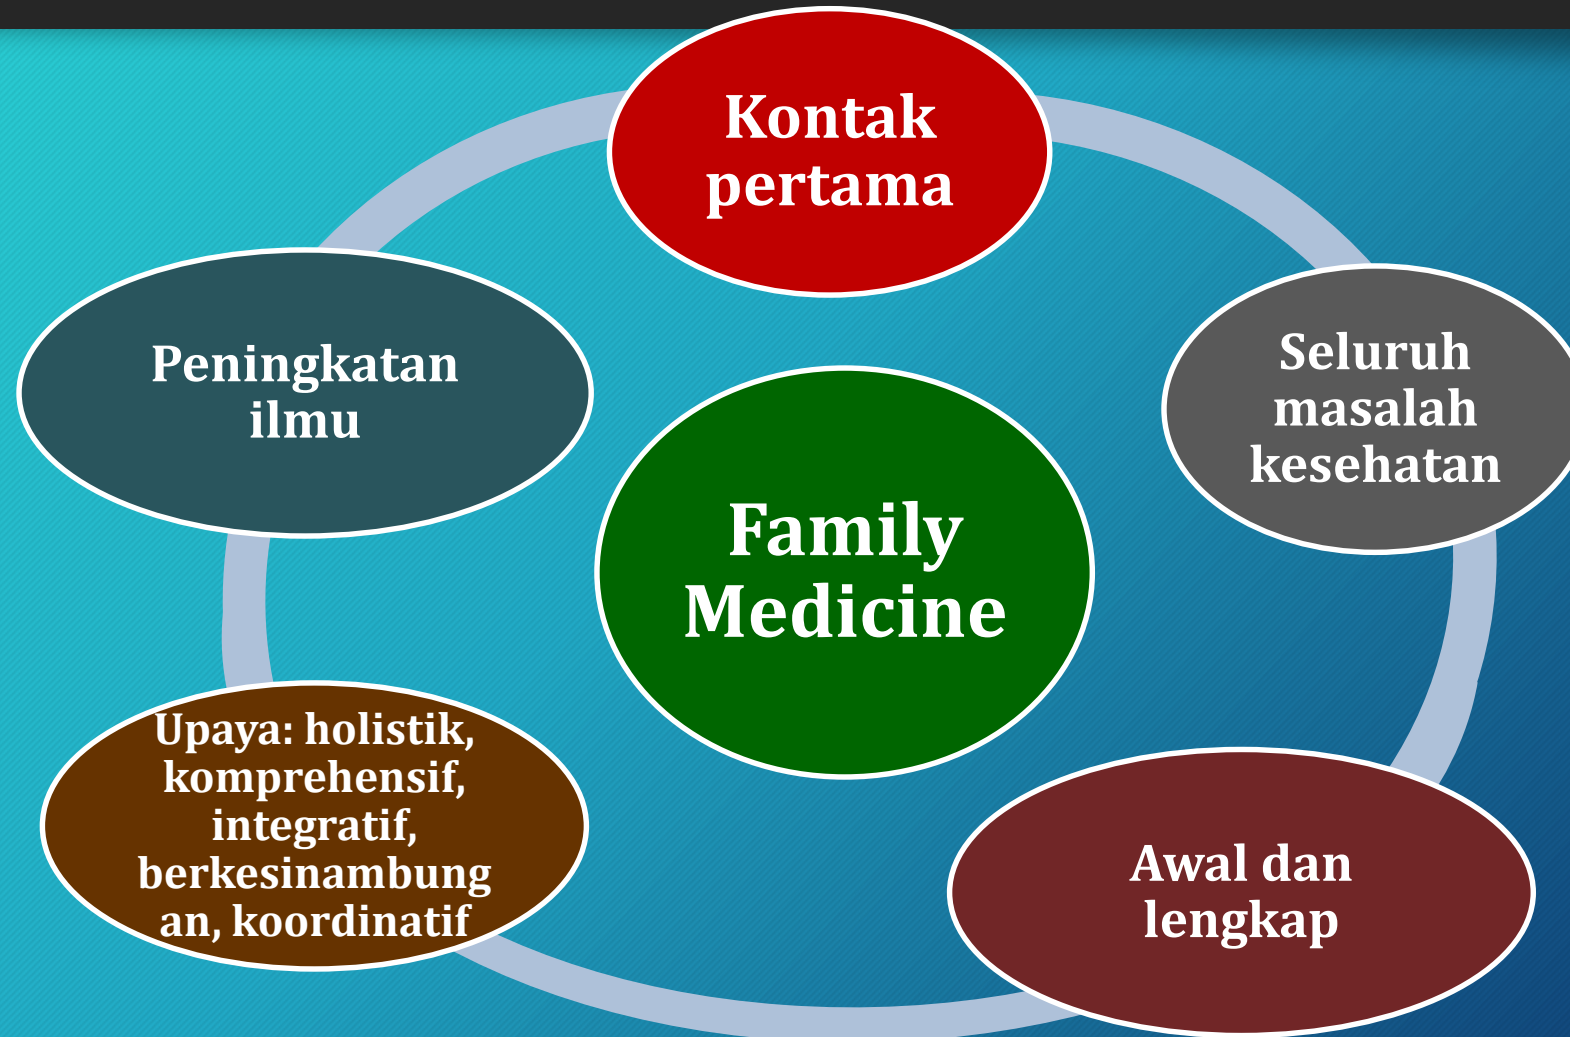 Kontak
pertama
Seluruh
masalah
kesehatan
Awal dan
lengkap
Upaya: holistik,
komprehensif,
integratif,
berkesinambung
an, koordinatif
Peningkatan
ilmu
Family
Medicine